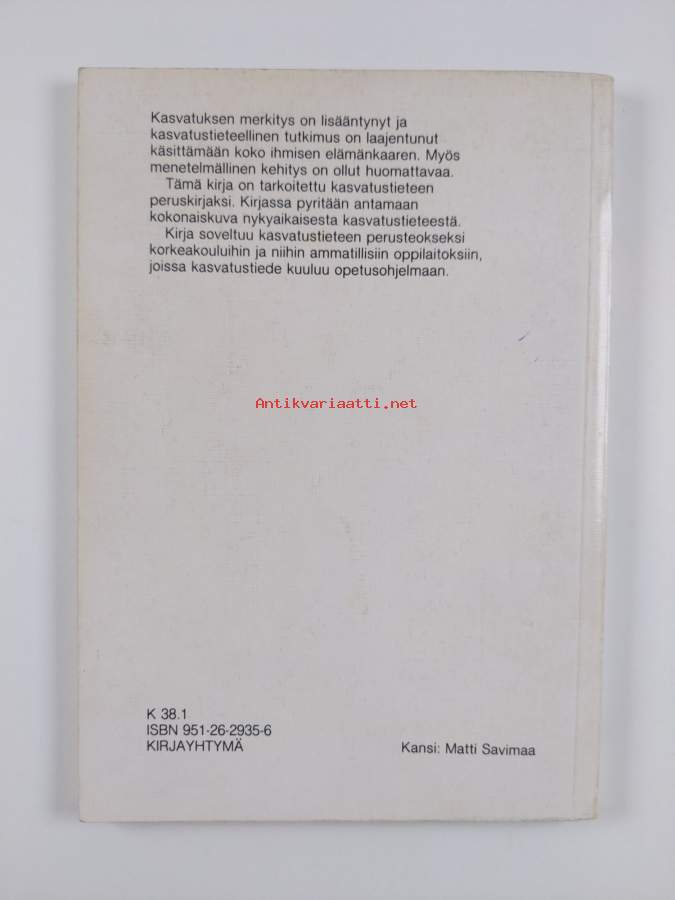 Kasvatuksen merkitys on lisääntynyt ja
kasvatustieteellinen tutkimus on laajentunut
käsittämään koko ihmisen elämänkaaren. Myös
menetelmällinen kehitys on ollut huomattavaa.
Tämä kirja on tarkoitettu kasvatustieteen
peruskirjaksi. Kirjassa pyritään antamaan
kokonaiskuva nykyaikaisesta kasvatustieteestä.
Kirja soveltuu kasvatustieteen perusteokseksi
korkeakouluihin ja niihin ammatillisiin oppilaitoksiin,
joissa kasvatustiede kuuluu opetusohjelmaan.
Antikvariaatti.net
K 38.1
ISBN 951-26-2935-6
KIRJAYHTYMÄ
Kansi: Matti Savimaa